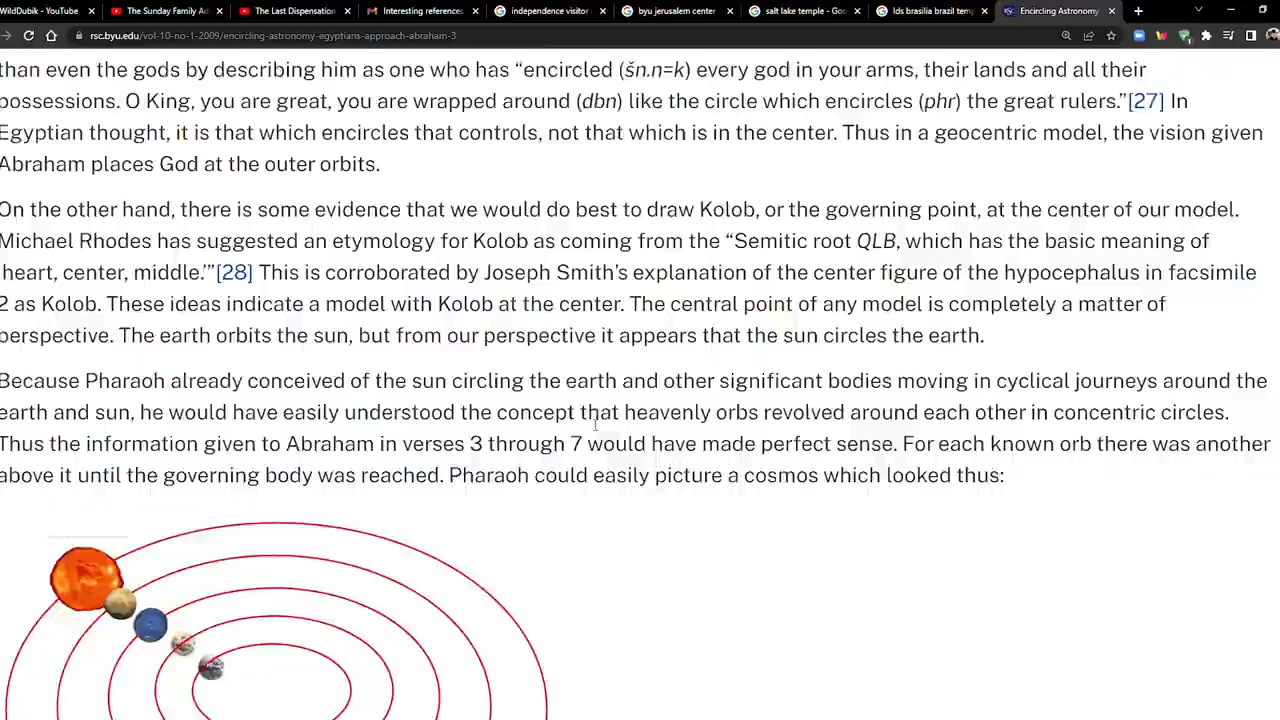 WildDubik - YouTube
The Sunday Family Ad
The Last Dispensation
Interesting references
independence visitor
byu jerusalem center
salt lake temple - Goo
lds brasilia brazil tem
Encircling Astronomy
rsc.byu.edu/vol-10-no-1-2009/encircling-astronomy-egyptians-approach-abraham-3
than even the gods by describing him as one who has “encircled (šn.n=k) every god in your arms, their lands and all their
possessions. O King, you are great, you are wrapped around (dbn) like the circle which encircles (phr) the great rulers.”[27] In
Egyptian thought, it is that which encircles that controls, not that which is in the center. Thus in a geocentric model, the vision given
Abraham places God at the outer orbits.
On the other hand, there is some evidence that we would do best to draw Kolob, or the governing point, at the center of our model.
Michael Rhodes has suggested an etymology for Kolob as coming from the “Semitic root QLB, which has the basic meaning of
‘heart, center, middle.’”[28] This is corroborated by Joseph Smith’s explanation of the center figure of the hypocephalus in facsimile
2 as Kolob. These ideas indicate a model with Kolob at the center. The central point of any model is completely a matter of
perspective. The earth orbits the sun, but from our perspective it appears that the sun circles the earth.
Because Pharaoh already conceived of the sun circling the earth and other significant bodies moving in cyclical journeys around the
earth and sun, he would have easily understood the concept that heavenly orbs revolved around each other in concentric circles.
Thus the information given to Abraham in verses 3 through 7 would have made perfect sense. For each known orb there was another
above it until the governing body was reached. Pharaoh could easily picture a cosmos which looked thus: